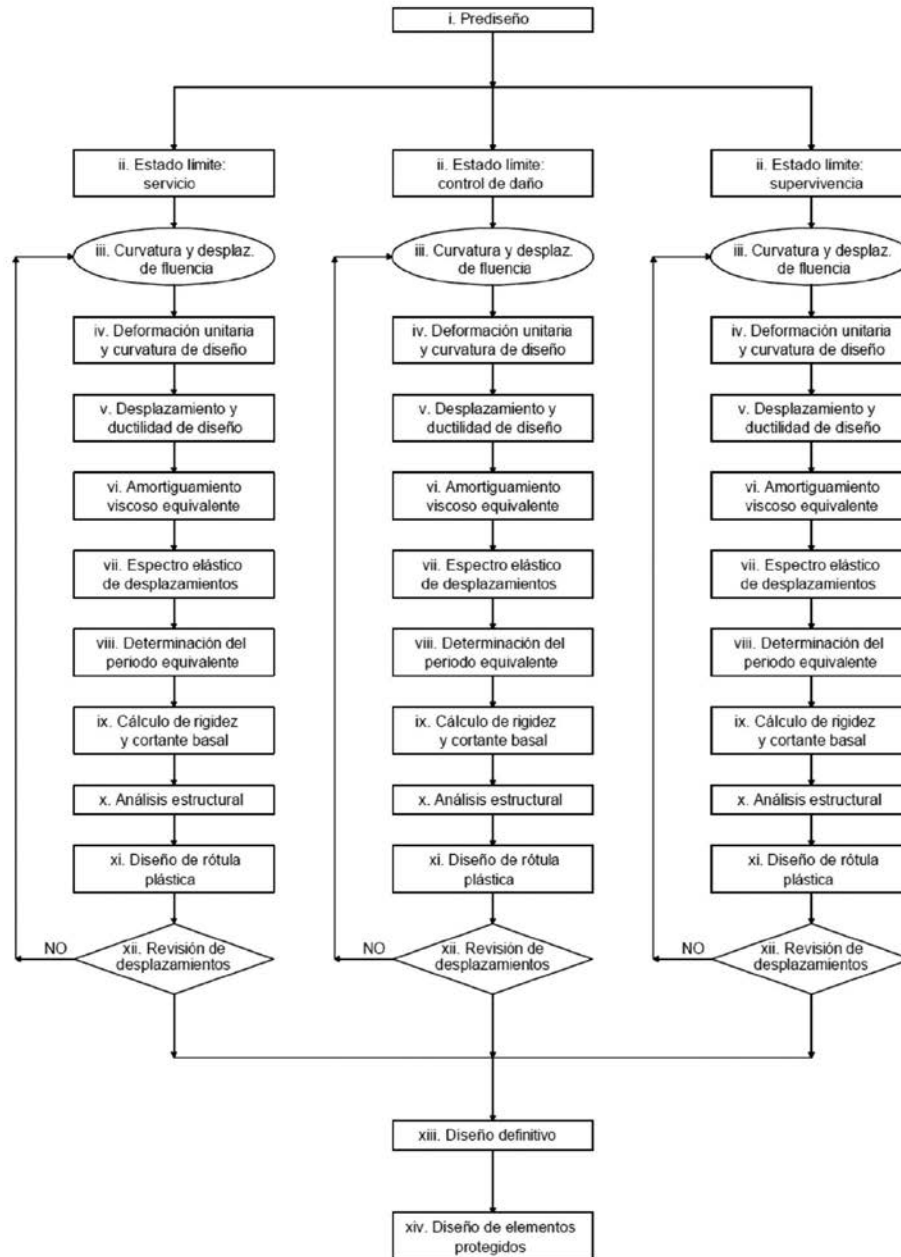 i. Prediseño
ii. Estado límite:
servicio
iii. Curvatura y desplaz.
de fluencia
iv. Deformación unitaria
y curvatura de diseño
v. Desplazamiento y
ductilidad de diseño
vi. Amortiguamiento
viscoso equivalente
vii. Espectro elástico
de desplazamientos
viii. Determinación del
periodo equivalente
ix. Cálculo de rigidez
y cortante basal
x. Análisis estructural
xi. Diseño de rótula
plástica
NO
xii. Revisión de
desplazamientos
ii. Estado límite:
control de daño
iii. Curvatura y desplaz.
de fluencia
iv. Deformación unitaria
y curvatura de diseño
v. Desplazamiento y
ductilidad de diseño
vi. Amortiguamiento
viscoso equivalente
vii. Espectro elástico
de desplazamientos
viii. Determinación del
periodo equivalente
ix. Cálculo de rigidez
y cortante basal
x. Análisis estructural
xi. Diseño de rótula
plástica
NO
xii. Revisión de
desplazamientos
ii. Estado límite:
supervivencia
iii. Curvatura y desplaz.
de fluencia
iv. Deformación unitaria
y curvatura de diseño
v. Desplazamiento y
ductilidad de diseño
vi. Amortiguamiento
viscoso equivalente
vii. Espectro elástico
de desplazamientos
viii. Determinación del
periodo equivalente
ix. Cálculo de rigidez
y cortante basal
x. Análisis estructural
xi. Diseño de rótula
plástica
NO
xii. Revisión de
desplazamientos
xiii. Diseño definitivo
xiv. Diseño de elementos
protegidos